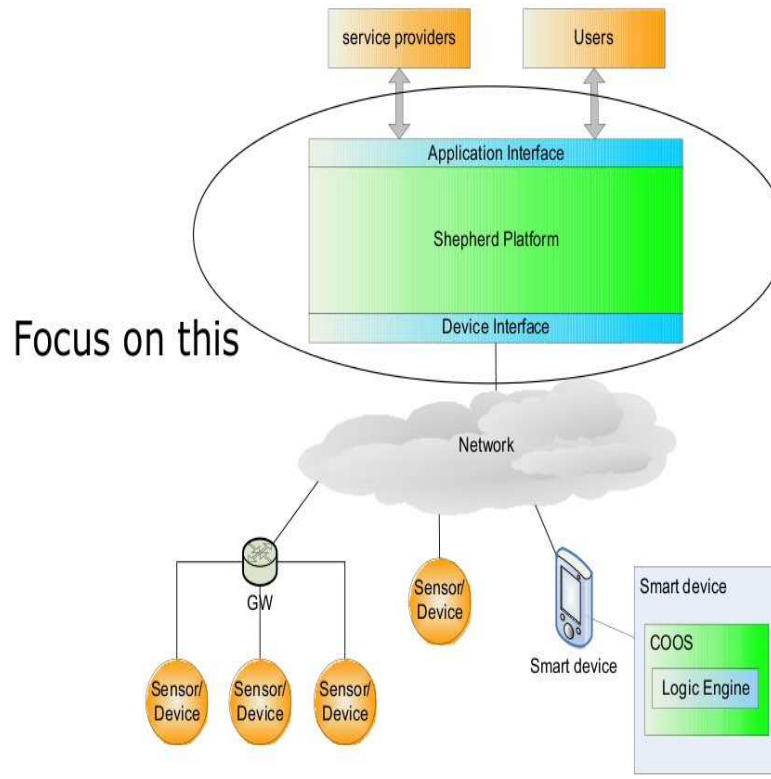 service providers
Users
Application Interface
Shepherd Platform
Device Interface
Focus on this
Network
GW
Sensor/
Device
Smart device
Smart device
COOS
Logic Engine
Sensor/
Device
Sensor/
Device
Sensor/
Device